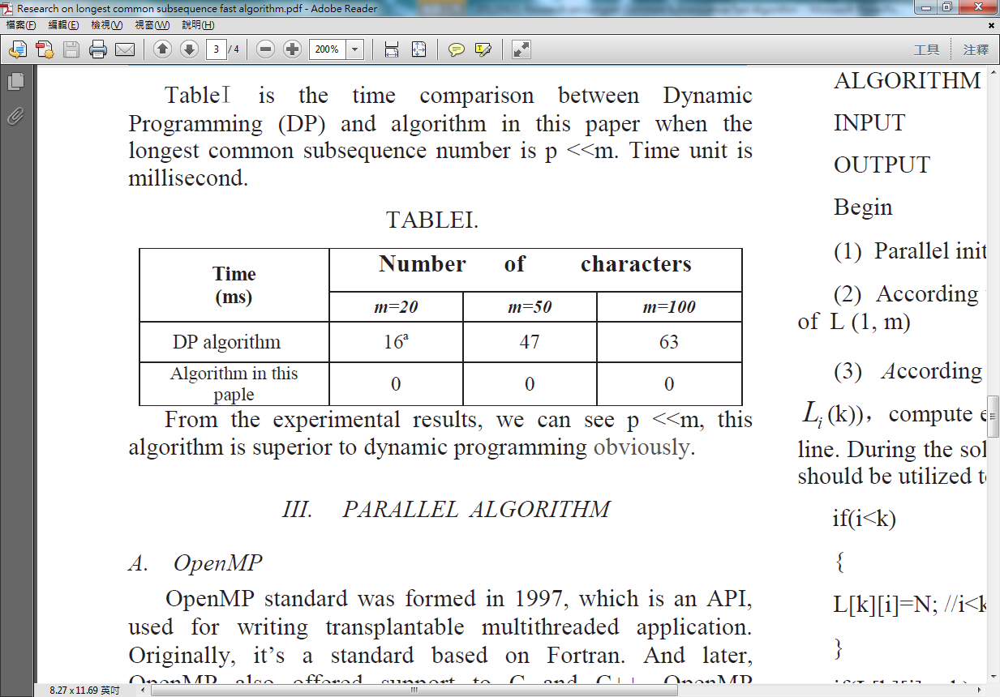 Research on longest common subsequence fast algorithm.pdf - Adobe Reader
檔案(F) 編輯(E) 檢視(V) 視窗(W) 說明(H)
3 / 4 200% 工具 注釋
TableI is the time comparison between Dynamic
Programming (DP) and algorithm in this paper when the
longest common subsequence number is p <<m. Time unit is
millisecond.
TABLEI.
Time
(ms)
Number of characters
m=20 m=50 m=100
DP algorithm 16ª 47 63
Algorithm in this
paple
0 0 0
From the experimental results, we can see p <<m, this
algorithm is superior to dynamic programming obviously.
III. PARALLEL ALGORITHM
A. OpenMP
OpenMP standard was formed in 1997, which is an API,
used for writing transplantable multithreaded application.
Originally, it's a standard based on Fortran. And later,
OpenMP also offered support to C and C++. OpenMP
ALGORITHM
INPUT
OUTPUT
Begin
(1) Parallel init
(2) According
of L (1, m)
(3) According
Li (k))，compute e
line. During the sol
should be utilized t
if(i<k)
{
L[k][i]=N; //i<k
}
8.27 x 11.69 英吋